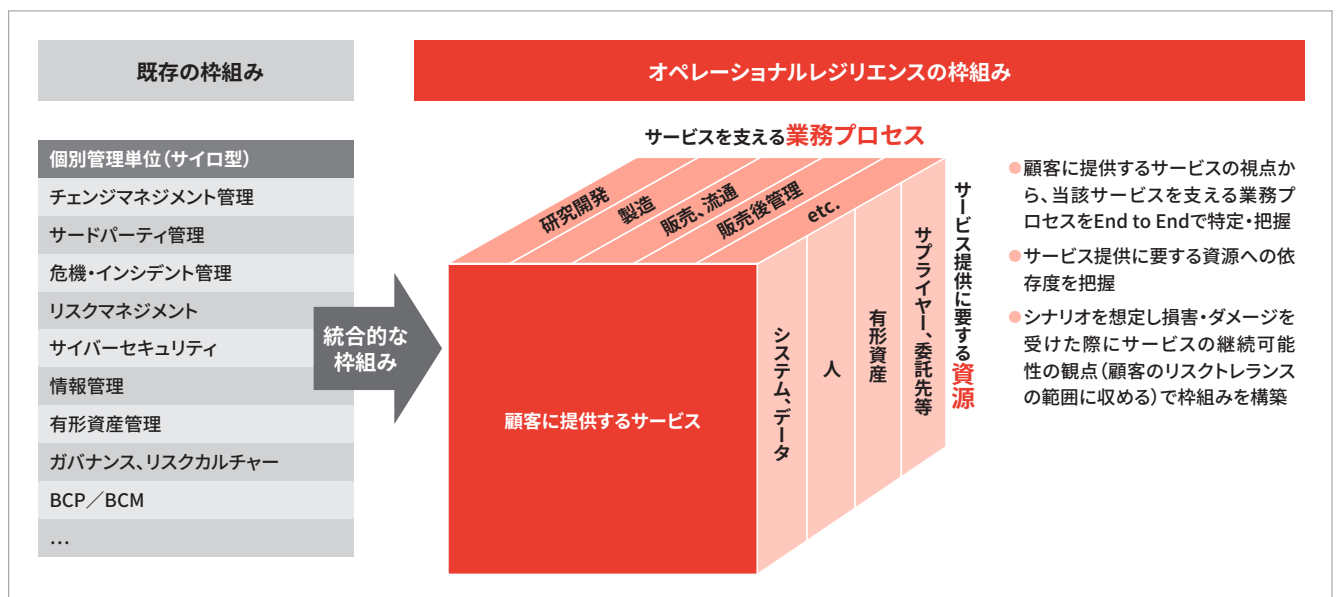 既存の枠組み
オペレーショナルレジリエンスの枠組み
個別管理単位（サイロ型）
チェンジマネジメント管理
サードパーティ管理
危機・インシデント管理
リスクマネジメント
サイバーセキュリティ
情報管理
有形資産管理
ガバナンス、リスクカルチャー
BCP／BCM
…
統合的な
枠組み
サービスを支える業務プロセス
研究開発
製造
販売、流通
販売後管理
etc.
顧客に提供するサービス
システム、データ
人
有形資産
サプライヤー、委託先等
サービス提供に要する資源
●顧客に提供するサービスの視点か
ら、当該サービスを支える業務プ
ロセスをEnd to Endで特定・把握
●サービス提供に要する資源への依
存度を把握
●シナリオを想定し損害・ダメージを
受けた際にサービスの継続可能
性の観点（顧客のリスクトレランス
の範囲に収める）で枠組みを構築